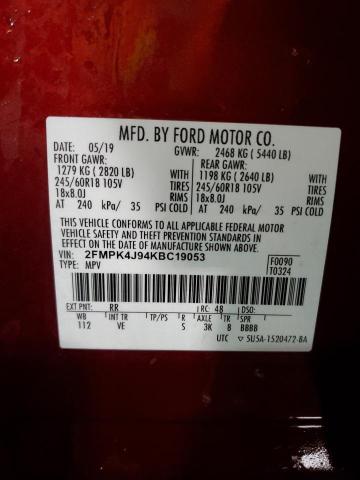 MFD. BY FORD MOTOR CO.
DATE: 05/19 GVWR: 2468 KG ( 5440 LB)
FRONT GAWR: REAR GAWR:
1279 KG ( 2820 LB) 1198 KG ( 2640 LB)
245/60R18 105V TIRES 245/60R18 105V TIRES
18x8.0J RIMS 18x8.0J RIMS
AT 240 kPa/ 35 PSI COLD AT 240 kPa/ 35 PSI COLD
THIS VEHICLE CONFORMS TO ALL APPLICABLE FEDERAL MOTOR
VEHICLE SAFETY AND THEFT PREVENTION STANDARDS IN EFFECT
ON THE DATE OF MANUFACTURE SHOWN ABOVE.
VIN: 2FMPK4J94KBC19053 F0090
TYPE: MPV T0324
EXT PNT: RR RC: 48 DSO:
WB INT TR TP/PS R AXLE TR SPR
112 VE S 3K B BBBB
UTC 5U5A-1520472-BA